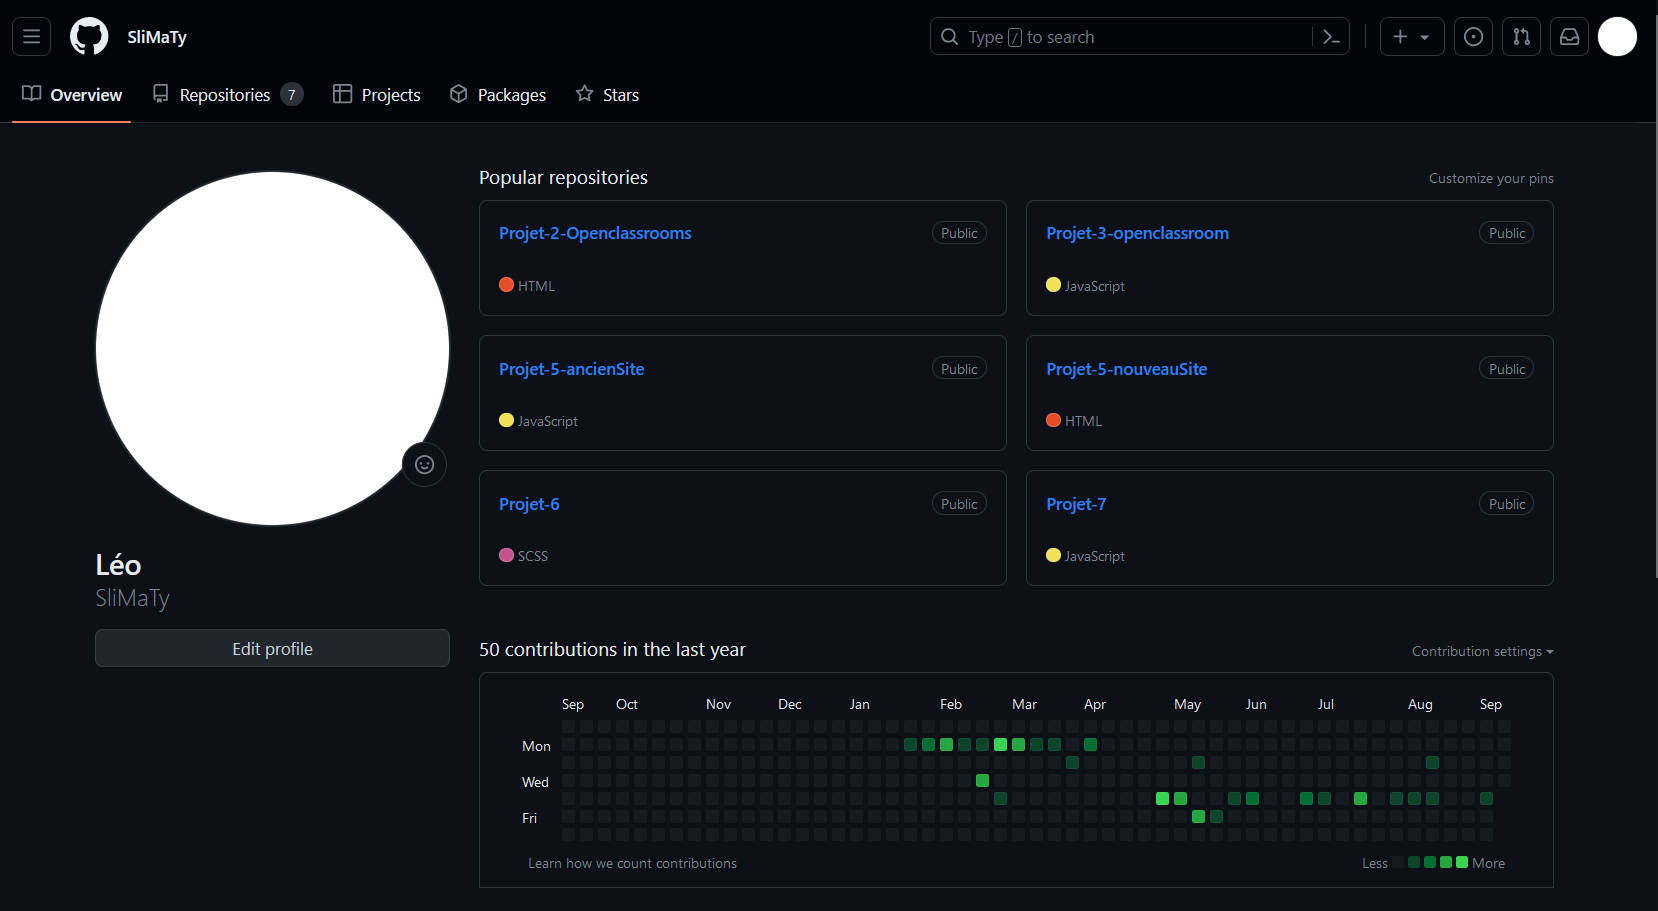 SliMaTy
Type / to search
Overview
Repositories 7
Projects
Packages
Stars
Léo
SliMaTy
Edit profile
Popular repositories
Customize your pins
Projet-2-Openclassrooms
Public
HTML
Projet-3-openclassroom
Public
JavaScript
Projet-5-ancienSite
Public
JavaScript
Projet-5-nouveauSite
Public
HTML
Projet-6
Public
SCSS
Projet-7
Public
JavaScript
50 contributions in the last year
Contribution settings
Sep Oct Nov Dec Jan Feb Mar Apr May Jun Jul Aug Sep
Mon
Wed
Fri
Learn how we count contributions
Less More